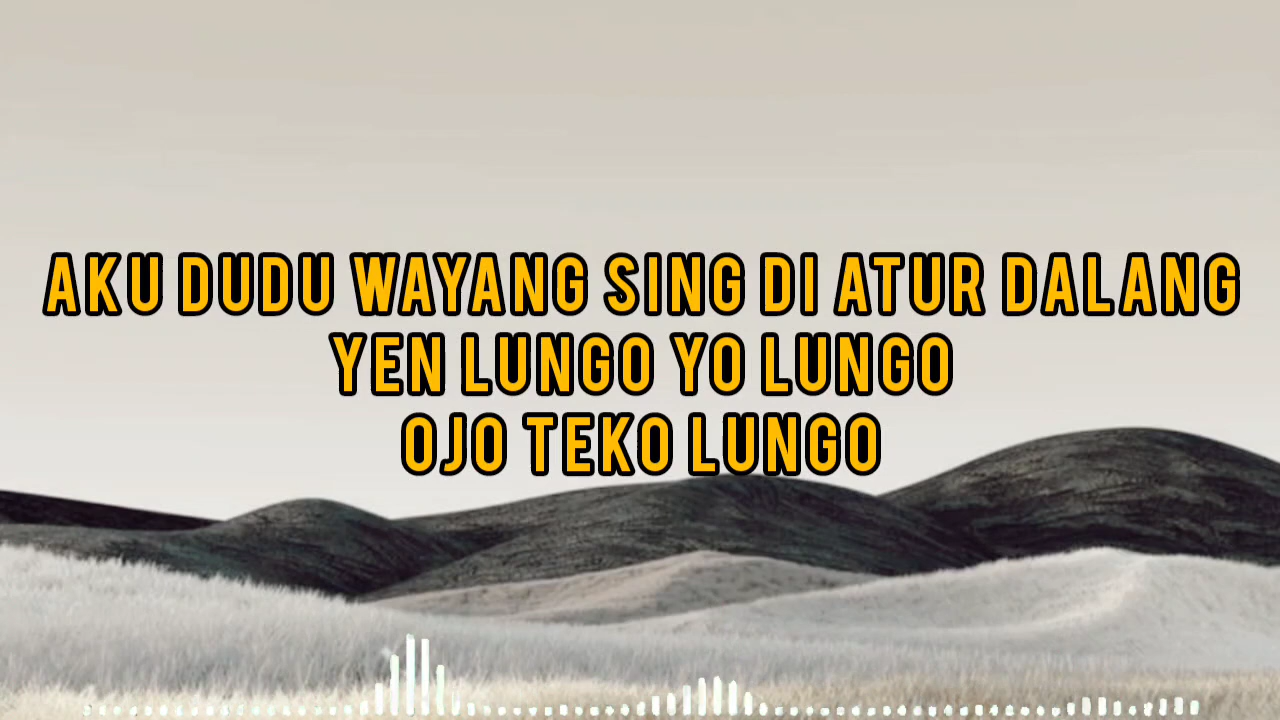 AKU DUDU WAYANG SING DI ATUR DALANG
YEN LUNGO YO LUNGO
OJO TEKO LUNGO